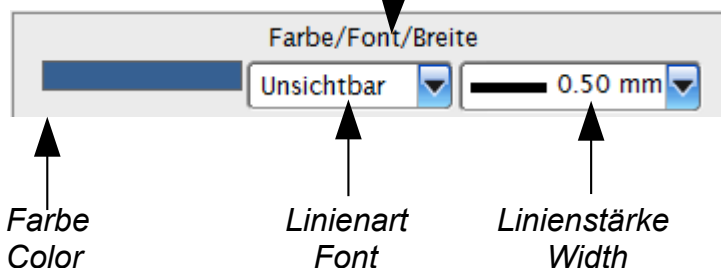 Farbe/Font/Breite
Unsichtbar 0.50 mm
Farbe Linienart Linienstärke
Color Font Width